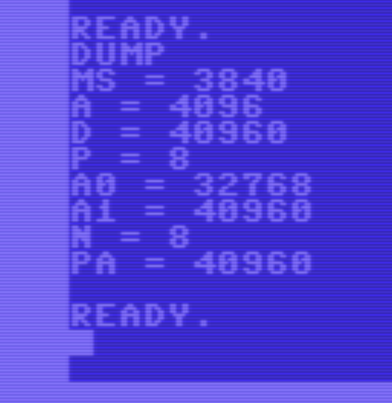 READY.
DUMP
MS = 3840
A = 4096
D = 40960
P = 8
A0 = 32768
A1 = 40960
N = 8
PA = 40960
READY.